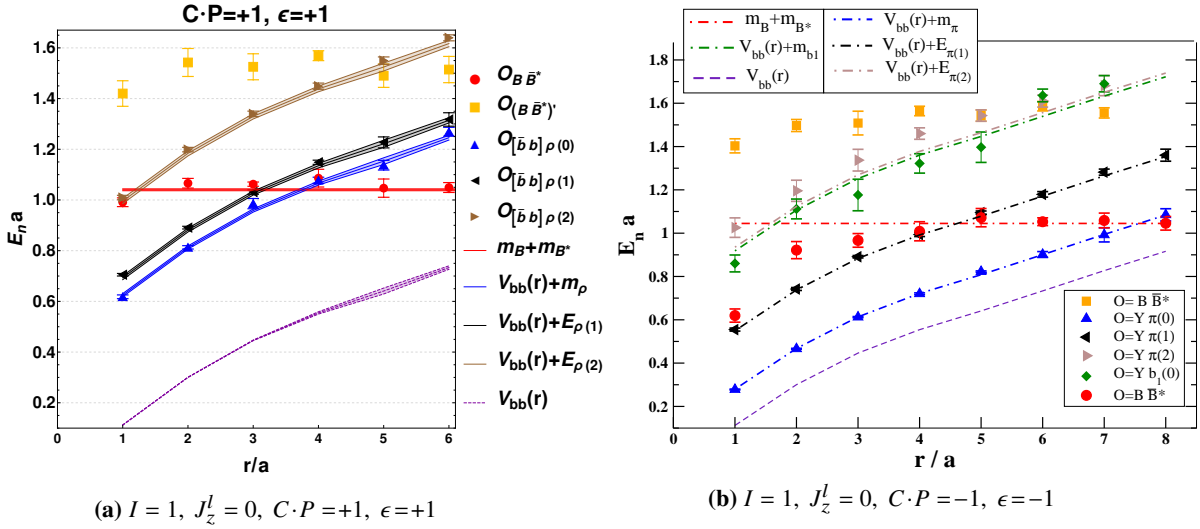 C·P=+1, ϵ=+1
E_n a
1.6
1.4
1.2
1.0
0.8
0.6
0.4
0.2
0 1 2 3 4 5 6
r/a
O_{B B̄*}
O_{(B B̄*)'}
O_{[b̄ b] ρ(0)}
O_{[b̄ b] ρ(1)}
O_{[b̄ b] ρ(2)}
m_B+m_{B*}
V_{bb}(r)+m_ρ
V_{bb}(r)+E_{ρ(1)}
V_{bb}(r)+E_{ρ(2)}
V_{bb}(r)
(a) I = 1, J_z^l = 0, C·P = +1, ϵ = +1
m_B+m_{B*}
V_{bb}(r)+m_{b1}
V_{bb}(r)
V_{bb}(r)+m_π
V_{bb}(r)+E_{π(1)}
V_{bb}(r)+E_{π(2)}
E_n a
1.8
1.6
1.4
1.2
1
0.8
0.6
0.4
0.2
0 1 2 3 4 5 6 7 8
r / a
O= B B̄*
O=Y π(0)
O=Y π(1)
O=Y π(2)
O=Y b_1(0)
O=B B̄*
(b) I = 1, J_z^l = 0, C·P = −1, ϵ = −1